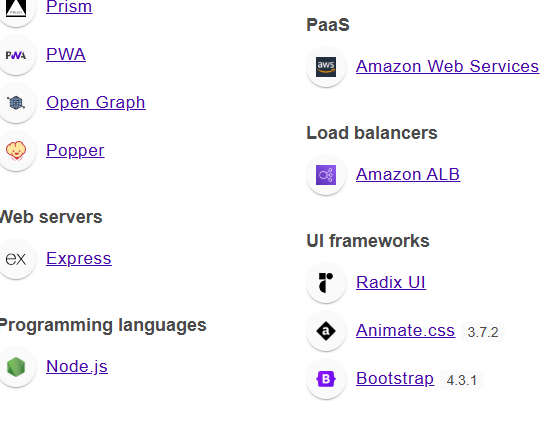 Prism
PWA
PWA
Open Graph
Popper
Web servers
ex
Express
Programming languages
Node.js
PaaS
aws
Amazon Web Services
Load balancers
Amazon ALB
UI frameworks
Radix UI
a
Animate.css 3.7.2
B
Bootstrap 4.3.1